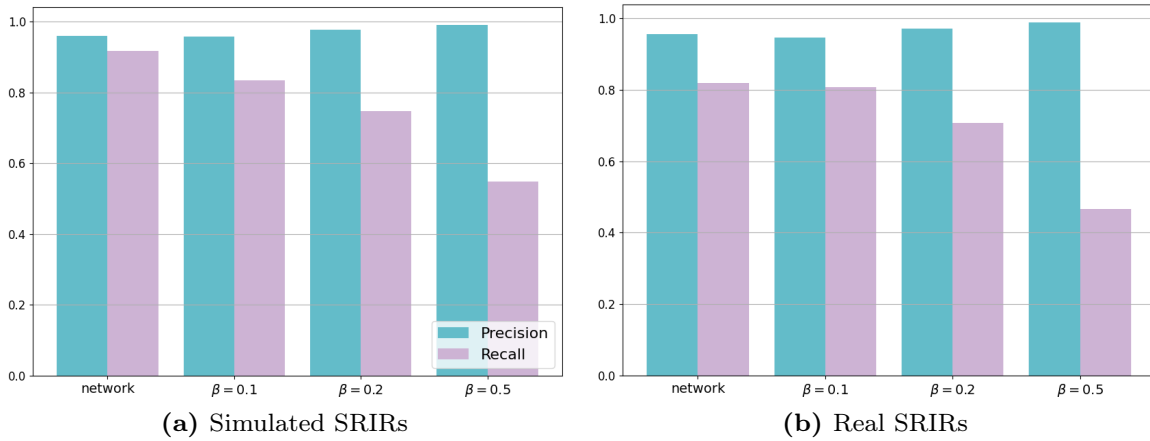 1.0
0.8
0.6
0.4
0.2
0.0
network
β = 0.1
β = 0.2
β = 0.5
Precision
Recall
(a) Simulated SRIRs
1.0
0.8
0.6
0.4
0.2
0.0
network
β = 0.1
β = 0.2
β = 0.5
(b) Real SRIRs